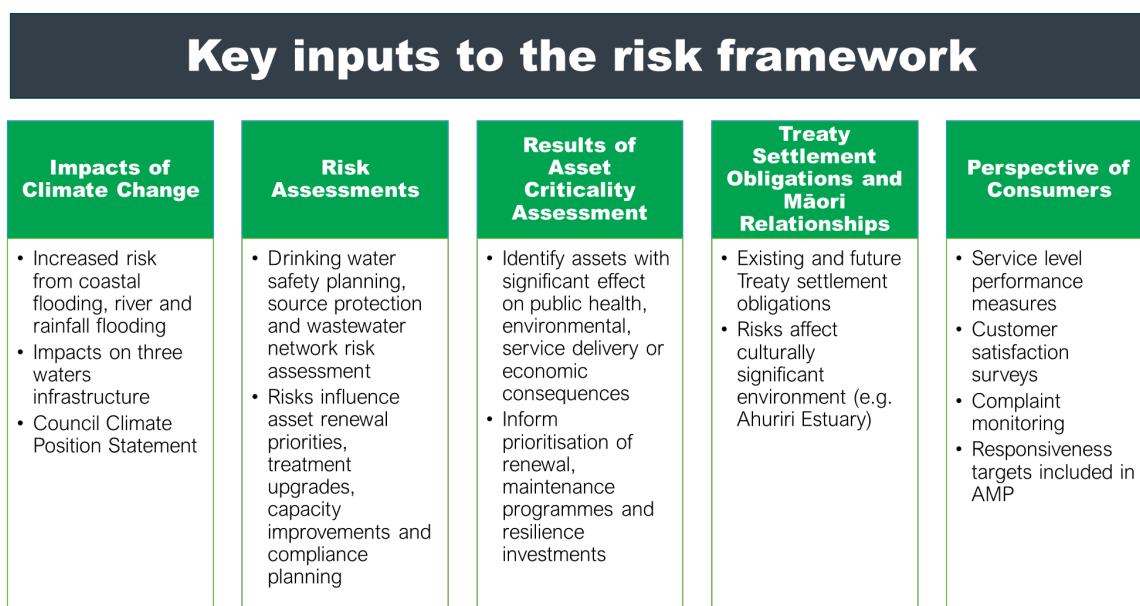 Key inputs to the risk framework
Impacts of
Climate Change
• Increased risk
from coastal
flooding, river and
rainfall flooding
• Impacts on three
waters
infrastructure
• Council Climate
Position Statement
Risk
Assessments
• Drinking water
safety planning,
source protection
and wastewater
network risk
assessment
• Risks influence
asset renewal
priorities,
treatment
upgrades,
capacity
improvements and
compliance
planning
Results of
Asset
Criticality
Assessment
• Identify assets with
significant effect
on public health,
environmental,
service delivery or
economic
consequences
• Inform
prioritisation of
renewal,
maintenance
programmes and
resilience
investments
Treaty
Settlement
Obligations and
Māori
Relationships
• Existing and future
Treaty settlement
obligations
• Risks affect
culturally
significant
environment (e.g.
Ahuriri Estuary)
Perspective of
Consumers
• Service level
performance
measures
• Customer
satisfaction
surveys
• Complaint
monitoring
• Responsiveness
targets included in
AMP